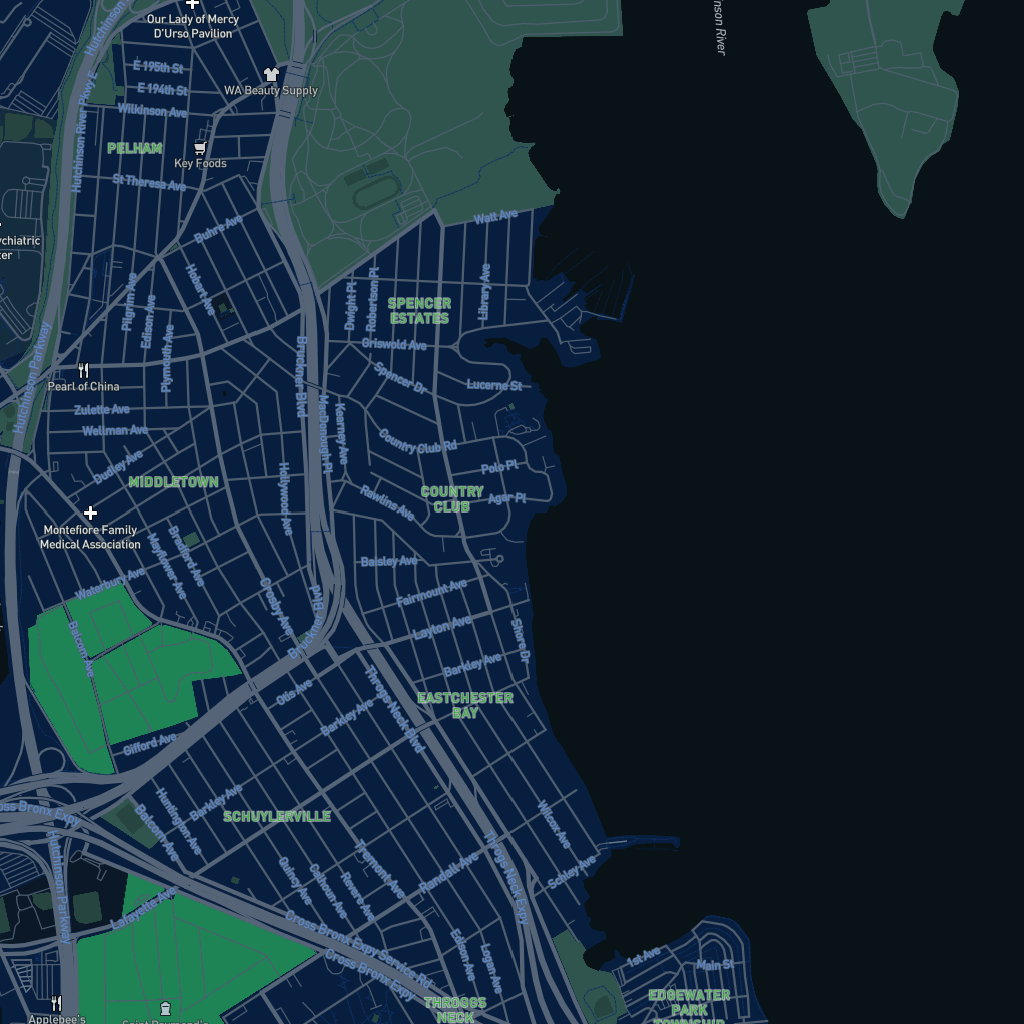 Hutchinson
Our Lady of Mercy
D'Urso Pavilion
nson River
E 195th St
WA Beauty Supply
E 194th St
Wilkinson Ave
Hutchinson River Pkwy E
PELHAM
Key Foods
St Theresa Ave
Watt Ave
Buhre Ave
ychiatric
ter
Hobart Ave
Pilgrim Ave
Edison Ave
Plymouth Ave
Dwight Pl
Robertson Pl
Library Ave
SPENCER
ESTATES
Griswold Ave
Hutchinson Parkway
Bruckner Blvd
Pearl of China
Spencer Dr
Lucerne St
Zulette Ave
Wellman Ave
MacDonough Pl
Kearney Ave
Country Club Rd
Dudley Ave
MIDDLETOWN
Hollywood Ave
Polo Pl
COUNTRY
CLUB
Agar Pl
Rawlins Ave
Montefiore Family
Medical Association
Mayflower Ave
Bradford Ave
Baisley Ave
Waterbury Ave
Crosby Ave
Fairmount Ave
Bruckner Blvd
Layton Ave
Shore Dr
Balcom Ave
Barkley Ave
Otis Ave
Throgs Neck Blvd
EASTCHESTER
BAY
Barkley Ave
Gifford Ave
Huntington Ave
Barkley Ave
Balcom Ave
SCHUYLERVILLE
oss Bronx Expy
Hutchinson Parkway
Wilcox Ave
Throgs Neck Expy
Tremont Ave
Randall Ave
Schley Ave
Quincy Ave
Calhoun Ave
Revere Ave
Lafayette Ave
Cross Bronx Expy Service Rd
Cross Bronx Expy
Edison Ave
Logan Ave
1st Ave
Main St
Applebee's
Saint Raymond's
THROGGS
NECK
EDGEWATER
PARK
TOWNSHIP